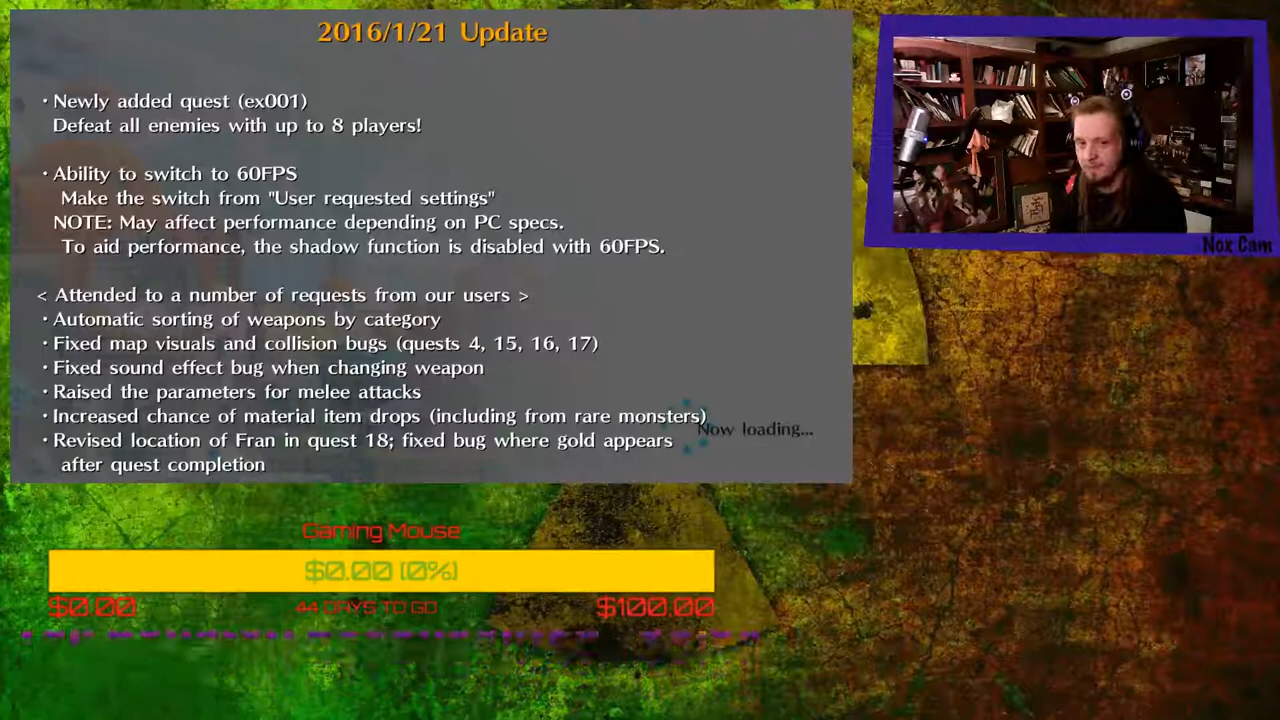 2016/1/21 Update
・Newly added quest (ex001)
Defeat all enemies with up to 8 players!
・Ability to switch to 60FPS
Make the switch from "User requested settings"
NOTE: May affect performance depending on PC specs.
To aid performance, the shadow function is disabled with 60FPS.
< Attended to a number of requests from our users >
・Automatic sorting of weapons by category
・Fixed map visuals and collision bugs (quests 4, 15, 16, 17)
・Fixed sound effect bug when changing weapon
・Raised the parameters for melee attacks
・Increased chance of material item drops (including from rare monsters)
・Revised location of Fran in quest 18; fixed bug where gold appears
after quest completion
Now loading...
Nox Cam
Gaming Mouse
$0.00 (0%)
$0.00 44 DAYS TO GO $100.00